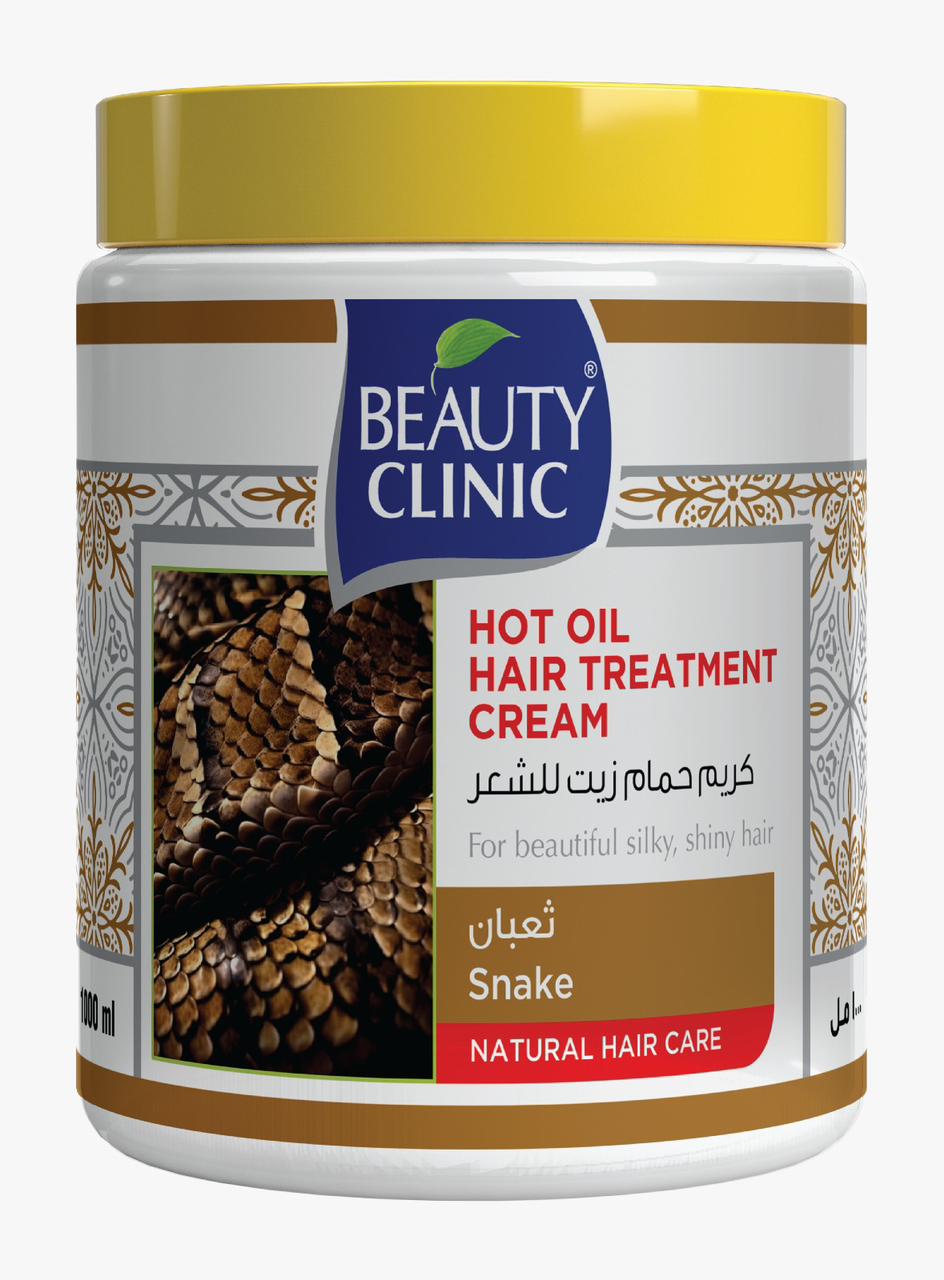 BEAUTY
CLINIC
®
HOT OIL
HAIR TREATMENT
CREAM
كريم حمام زيت للشعر
For beautiful silky, shiny hair
ثعبان
Snake
NATURAL HAIR CARE
1000 ml
مل